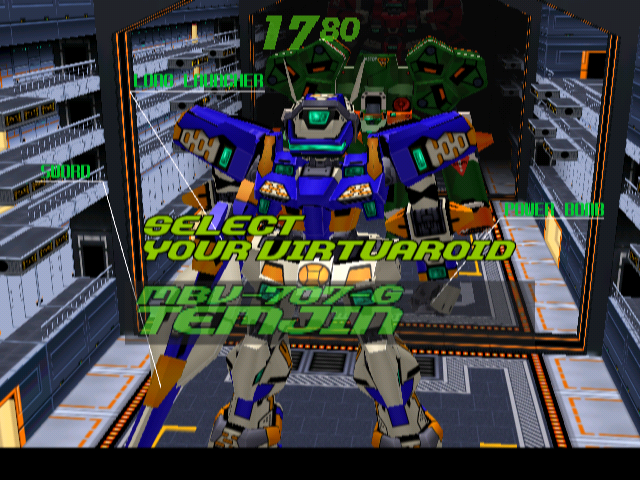 17 80
LONG LAUNCHER
SWORD
POWER BOMB
SELECT
YOUR VIRTUAROID
MBV-707-G
TEMJIN